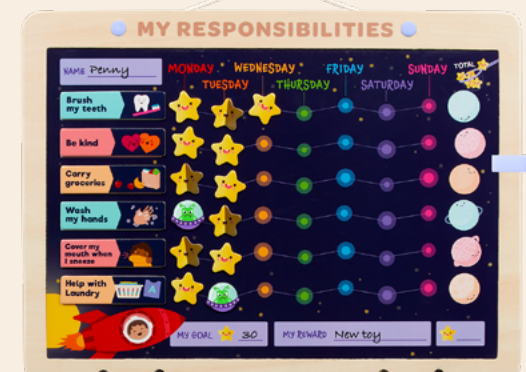 MY RESPONSIBILITIES
NAME Penny
MONDAY
TUESDAY
WEDNESDAY
THURSDAY
FRIDAY
SATURDAY
SUNDAY
TOTAL
Brush
my teeth
Be kind
Carry
groceries
Wash
my hands
Cover my
mouth when
I sneeze
Help with
Laundry
MY GOAL 30
MY REWARD New toy